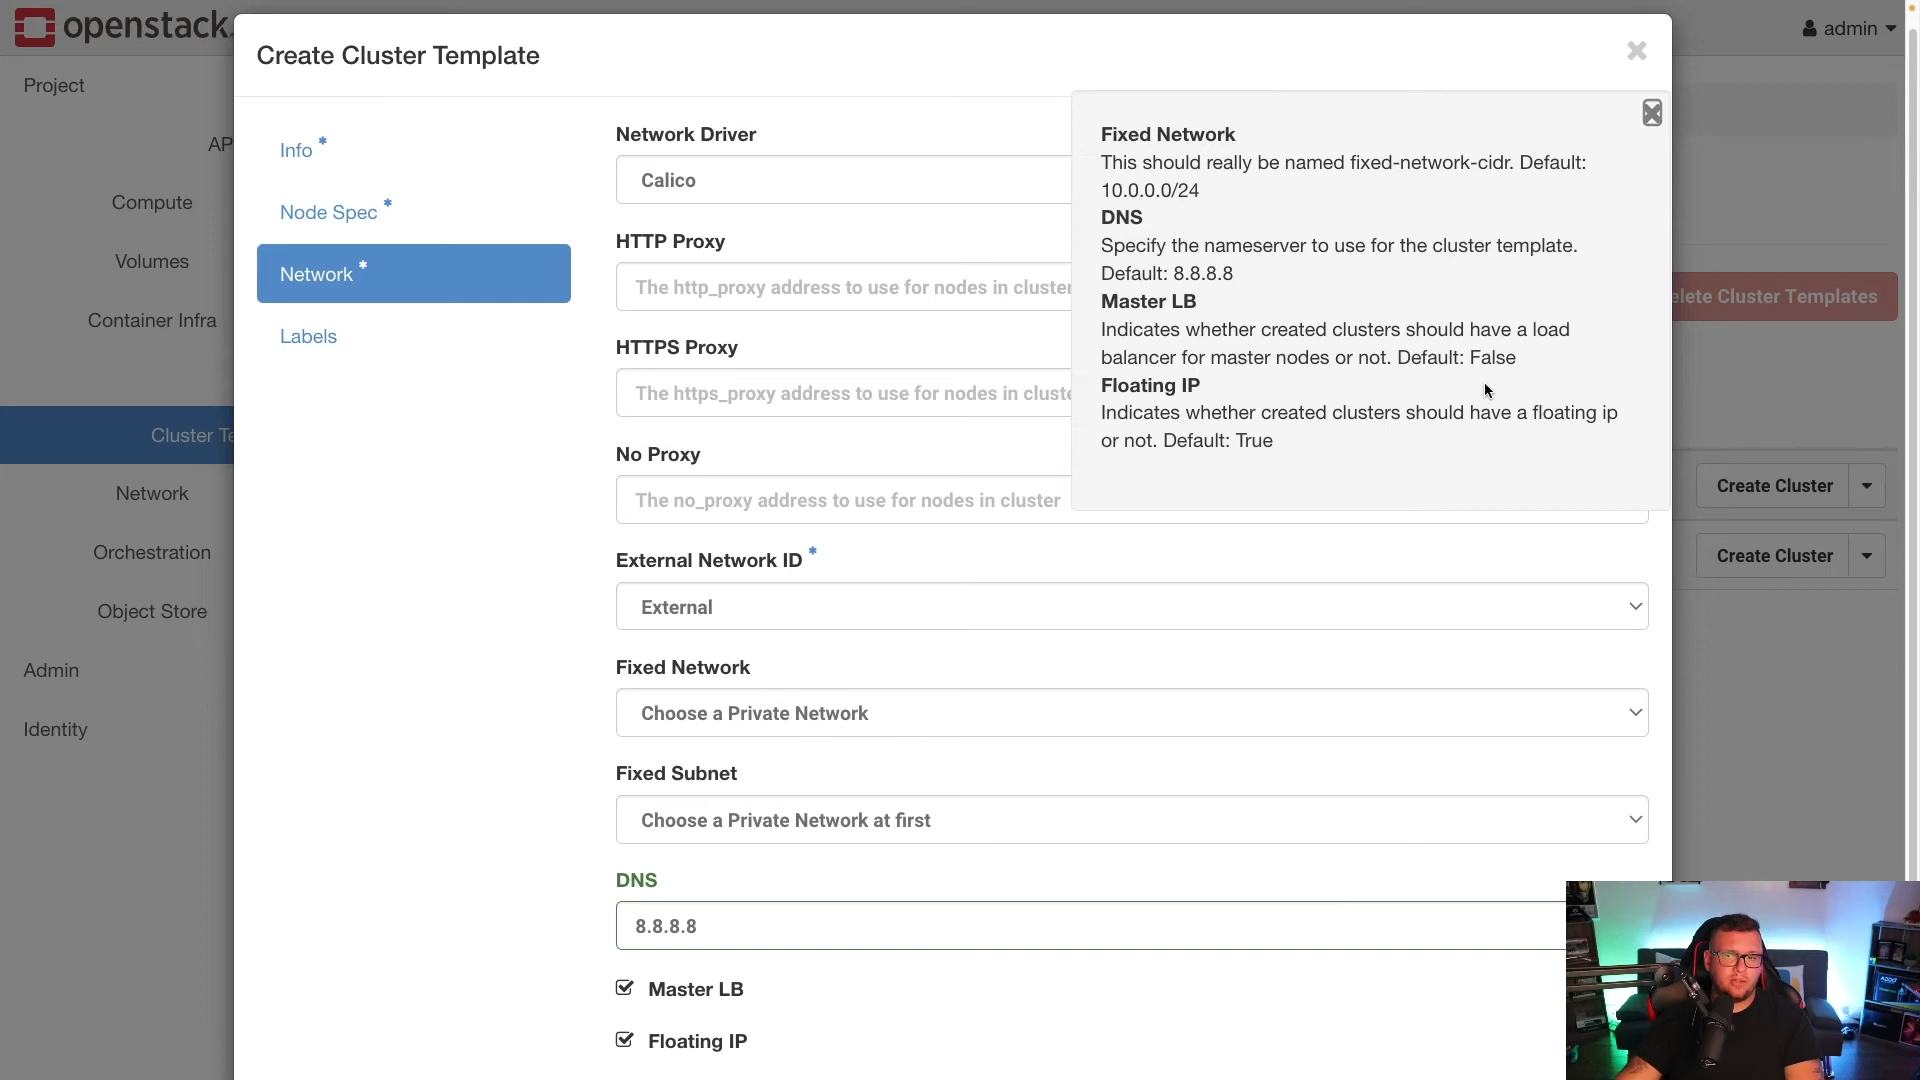 openstack.
admin
Create Cluster Template
Project
AP
Compute
Volumes
Container Infra
Cluster Te
Network
Orchestration
Object Store
Admin
Identity
Info *
Node Spec *
Network *
Labels
Network Driver
Calico
HTTP Proxy
The http_proxy address to use for nodes in cluster
HTTPS Proxy
The https_proxy address to use for nodes in cluste
No Proxy
The no_proxy address to use for nodes in cluster
External Network ID *
External
Fixed Network
Choose a Private Network
Fixed Subnet
Choose a Private Network at first
DNS
8.8.8.8
Master LB
Floating IP
Fixed Network
This should really be named fixed-network-cidr. Default:
10.0.0.0/24
DNS
Specify the nameserver to use for the cluster template.
Default: 8.8.8.8
Master LB
Indicates whether created clusters should have a load
balancer for master nodes or not. Default: False
Floating IP
Indicates whether created clusters should have a floating ip
or not. Default: True
elete Cluster Templates
Create Cluster
Create Cluster